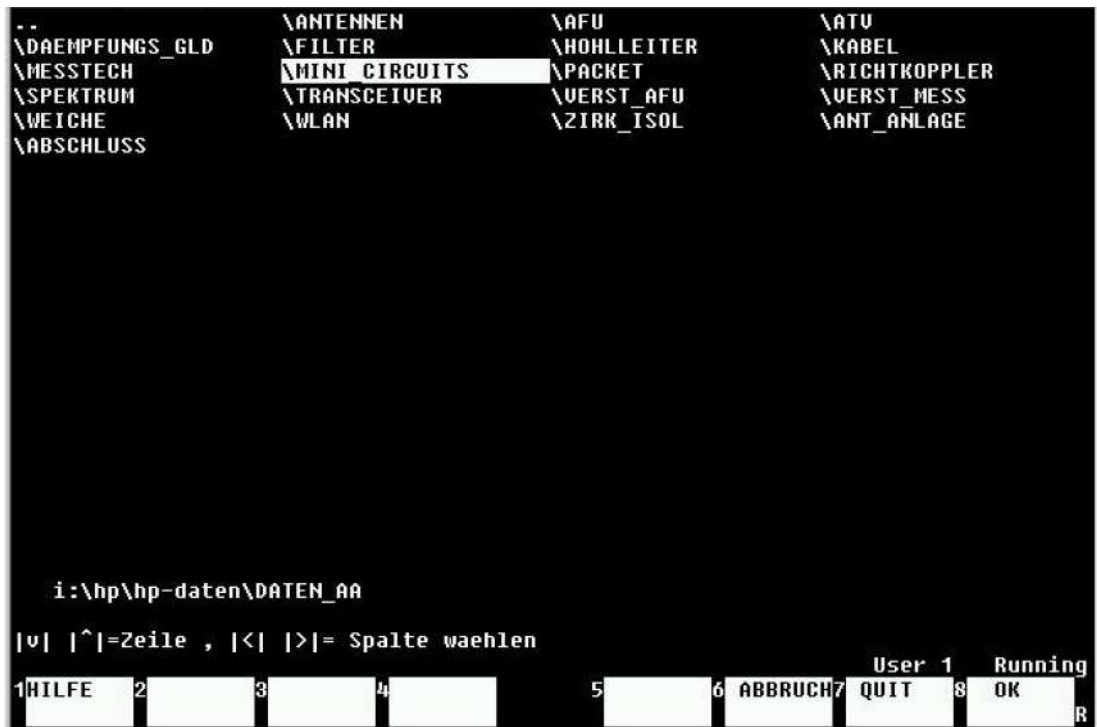 .. \ANTENNEN \AFU \ATV
\DAEMPFUNGS_GLD \FILTER \HOHLLEITER \KABEL
\MESSTECH \MINI_CIRCUITS \PACKET \RICHTKOPPLER
\SPEKTRUM \TRANSCEIVER \VERST_AFU \VERST_MESS
\WEICHE \WLAN \ZIRK_ISOL \ANT_ANLAGE
\ABSCHLUSS
i:\hp\hp-daten\DATEN_AA
|v| |^|=Zeile , |<| |>|= Spalte waehlen
User 1 Running
1HILFE 2 3 4 5 6 ABBRUCH7 QUIT 8 OK
R